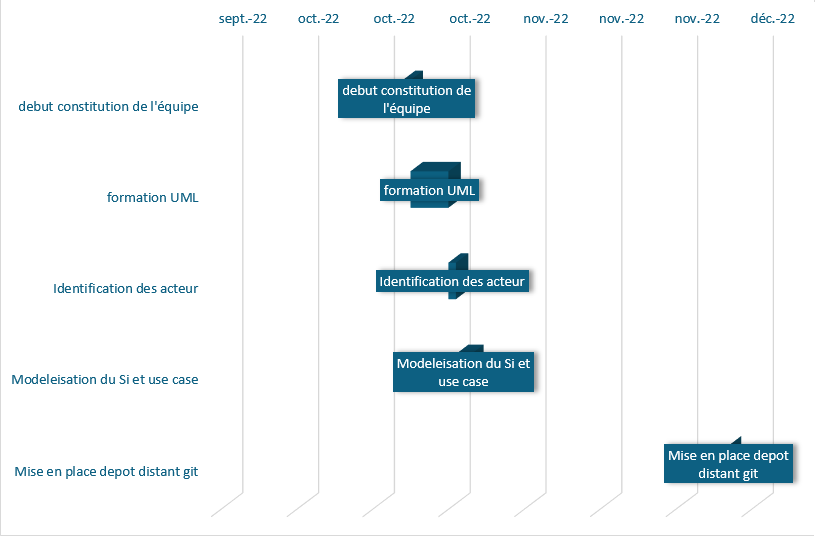 sept.-22 oct.-22 oct.-22 oct.-22 nov.-22 nov.-22 nov.-22 déc.-22
debut constitution de l'équipe
debut constitution de
l'équipe
formation UML
formation UML
Identification des acteur
Identification des acteur
Modeleisation du Si et use case
Modeleisation du Si et
use case
Mise en place depot distant git
Mise en place depot
distant git